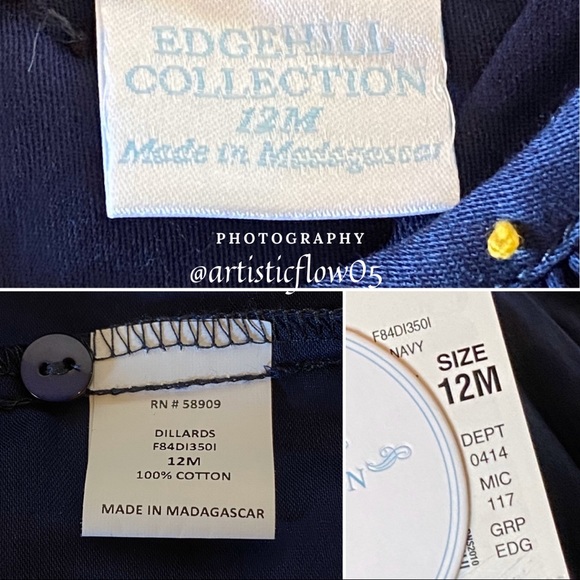 EDGEHILL
COLLECTION
12M
Made in Madagascar
PHOTOGRAPHY
@artisticflow05
RN # 58909
DILLARDS
F84DI350I
12M
100% COTTON
MADE IN MADAGASCAR
F84DI350I
NAVY
SIZE
12M
DEPT
0414
MIC
117
GRP
EDG